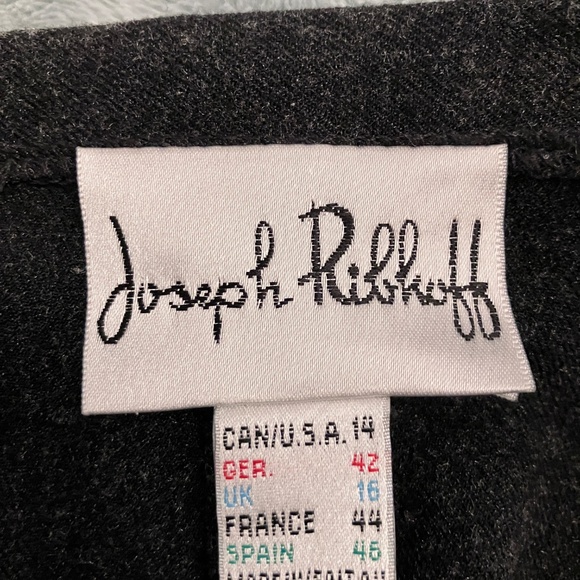 Joseph Ribkoff
CAN/U.S.A. 14
GER. 42
UK 16
FRANCE 44
SPAIN 46